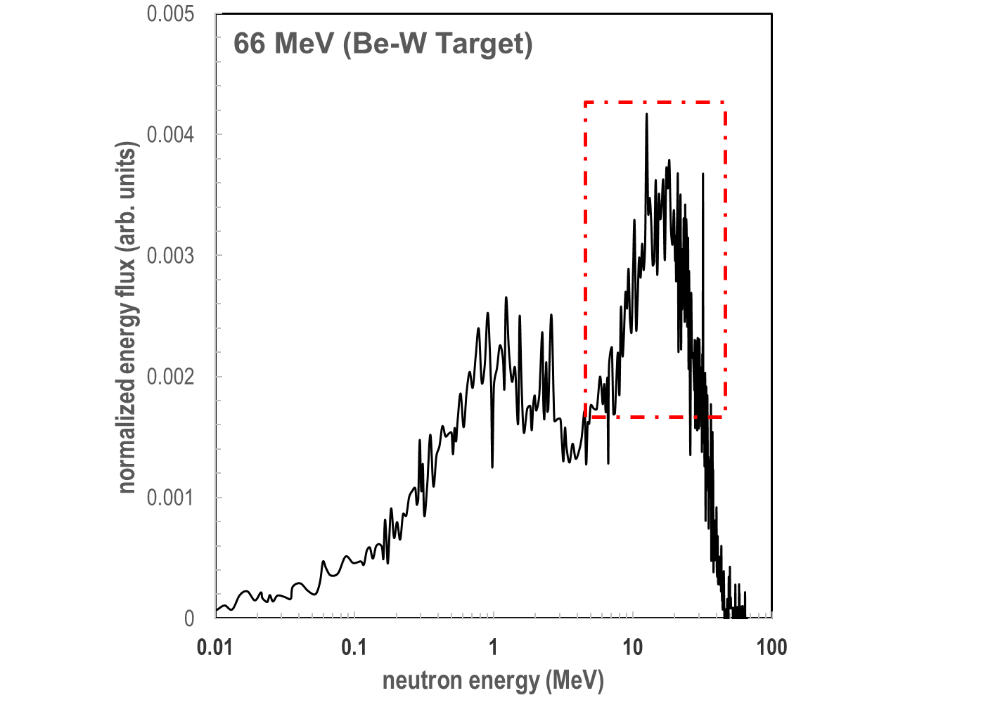 66 MeV (Be-W Target)
normalized energy flux (arb. units)
0.005
0.004
0.003
0.002
0.001
0
0.01 0.1 1 10 100
neutron energy (MeV)